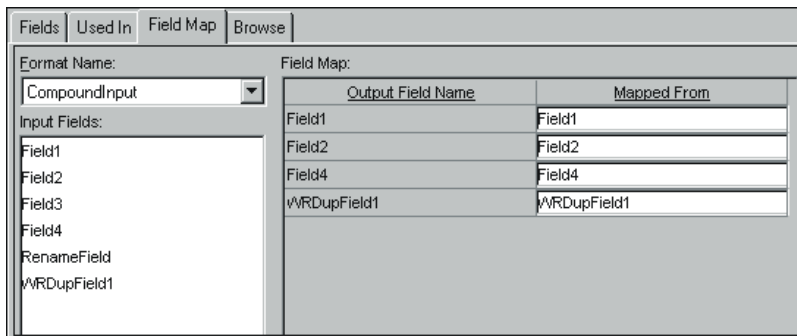 Fields Used In Field Map Browse
Format Name:
CompoundInput
Input Fields:
Field1
Field2
Field3
Field4
RenameField
WRDupField1
Field Map:
Output Field Name Mapped From
Field1 Field1
Field2 Field2
Field4 Field4
WRDupField1 WRDupField1